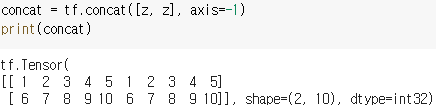 concat = tf.concat([z, z], axis=-1)
print(concat)
tf.Tensor(
[[ 1 2 3 4 5 1 2 3 4 5]
[ 6 7 8 9 10 6 7 8 9 10]], shape=(2, 10), dtype=int32)